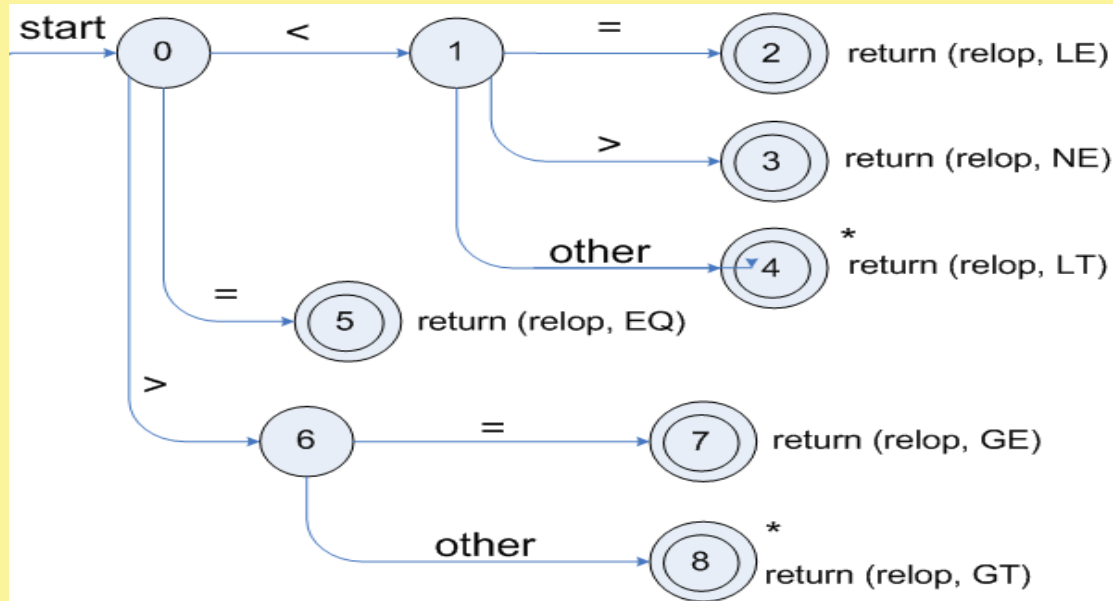 start
0
<
1
=
2
return (relop, LE)
>
3
return (relop, NE)
other
4
*
return (relop, LT)
=
5
return (relop, EQ)
>
6
=
7
return (relop, GE)
other
8
*
return (relop, GT)